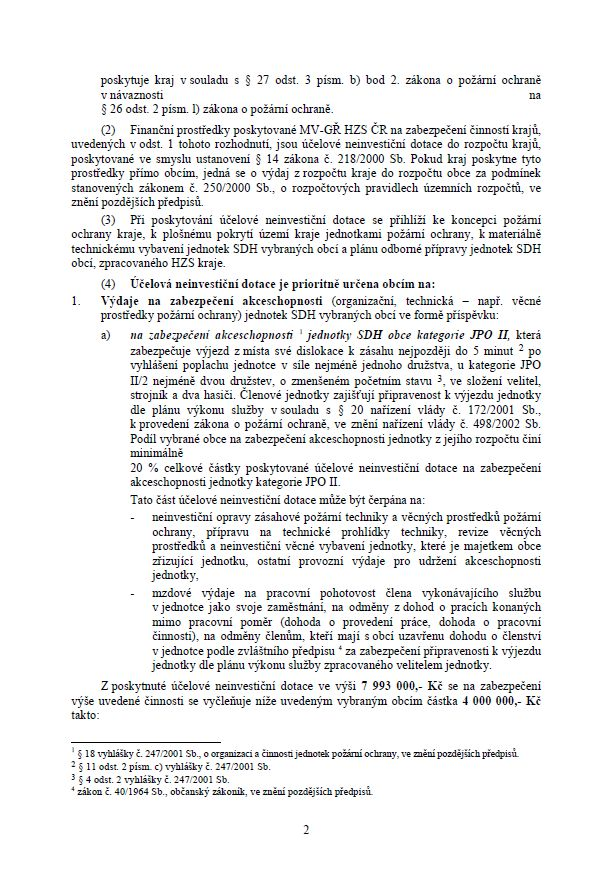 poskytuje kraj v souladu s § 27 odst. 3 písm. b) bod 2. zákona o požární ochraně
v návaznosti na
§ 26 odst. 2 písm. l) zákona o požární ochraně.
(2) Finanční prostředky poskytované MV-GŘ HZS ČR na zabezpečení činností krajů,
uvedených v odst. 1 tohoto rozhodnutí, jsou účelové neinvestiční dotace do rozpočtu krajů,
poskytované ve smyslu ustanovení § 14 zákona č. 218/2000 Sb. Pokud kraj poskytne tyto
prostředky přímo obcím, jedná se o výdaj z rozpočtu kraje do rozpočtu obce za podmínek
stanovených zákonem č. 250/2000 Sb., o rozpočtových pravidlech územních rozpočtů, ve
znění pozdějších předpisů.
(3) Při poskytování účelové neinvestiční dotace se přihlíží ke koncepci požární
ochrany kraje, k plošnému pokrytí území kraje jednotkami požární ochrany, k materiálně
technickému vybavení jednotek SDH vybraných obcí a plánu odborné přípravy jednotek SDH
obcí, zpracovaného HZS kraje.
(4) Účelová neinvestiční dotace je prioritně určena obcím na:
1. Výdaje na zabezpečení akceschopnosti (organizační, technická – např. věcné
prostředky požární ochrany) jednotek SDH vybraných obcí ve formě příspěvku:
a) na zabezpečení akceschopnosti 1 jednotky SDH obce kategorie JPO II, která
zabezpečuje výjezd z místa své dislokace k zásahu nejpozději do 5 minut 2 po
vyhlášení poplachu jednotce v síle nejméně jednoho družstva, u kategorie JPO
II/2 nejméně dvou družstev, o zmenšeném početním stavu 3, ve složení velitel,
strojník a dva hasiči. Členové jednotky zajišťují připravenost k výjezdu jednotky
dle plánu výkonu služby v souladu s § 20 nařízení vlády č. 172/2001 Sb.,
k provedení zákona o požární ochraně, ve znění nařízení vlády č. 498/2002 Sb.
Podíl vybrané obce na zabezpečení akceschopnosti jednotky z jejího rozpočtu činí
minimálně
20 % celkové částky poskytované účelové neinvestiční dotace na zabezpečení
akceschopnosti jednotky kategorie JPO II.
Tato část účelové neinvestiční dotace může být čerpána na:
- neinvestiční opravy zásahové požární techniky a věcných prostředků požární
ochrany, přípravu na technické prohlídky techniky, revize věcných
prostředků a neinvestiční věcné vybavení jednotky, které je majetkem obce
zřizující jednotku, ostatní provozní výdaje pro udržení akceschopnosti
jednotky,
- mzdové výdaje na pracovní pohotovost člena vykonávajícího službu
v jednotce jako svoje zaměstnání, na odměny z dohod o pracích konaných
mimo pracovní poměr (dohoda o provedení práce, dohoda o pracovní
činnosti), na odměny členům, kteří mají s obcí uzavřenu dohodu o členství
v jednotce podle zvláštního předpisu 4 za zabezpečení připravenosti k výjezdu
jednotky dle plánu výkonu služby zpracovaného velitelem jednotky.
Z poskytnuté účelové neinvestiční dotace ve výši 7 993 000,- Kč se na zabezpečení
výše uvedené činnosti se vyčleňuje níže uvedeným vybraným obcím částka 4 000 000,- Kč
takto:
1 § 18 vyhlášky č. 247/2001 Sb., o organizaci a činnosti jednotek požární ochrany, ve znění pozdějších předpisů.
2 § 11 odst. 2 písm. c) vyhlášky č. 247/2001 Sb.
3 § 4 odst. 2 vyhlášky č. 247/2001 Sb.
4 zákon č. 40/1964 Sb., občanský zákoník, ve znění pozdějších předpisů.
2